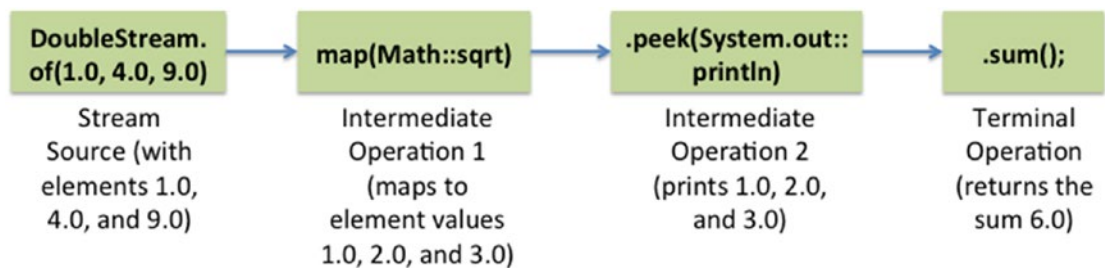 DoubleStream.
of(1.0, 4.0, 9.0)
map(Math::sqrt)
.peek(System.out::
println)
.sum();
Stream
Source (with
elements 1.0,
4.0, and 9.0)
Intermediate
Operation 1
(maps to
element values
1.0, 2.0, and 3.0)
Intermediate
Operation 2
(prints 1.0, 2.0,
and 3.0)
Terminal
Operation
(returns the
sum 6.0)